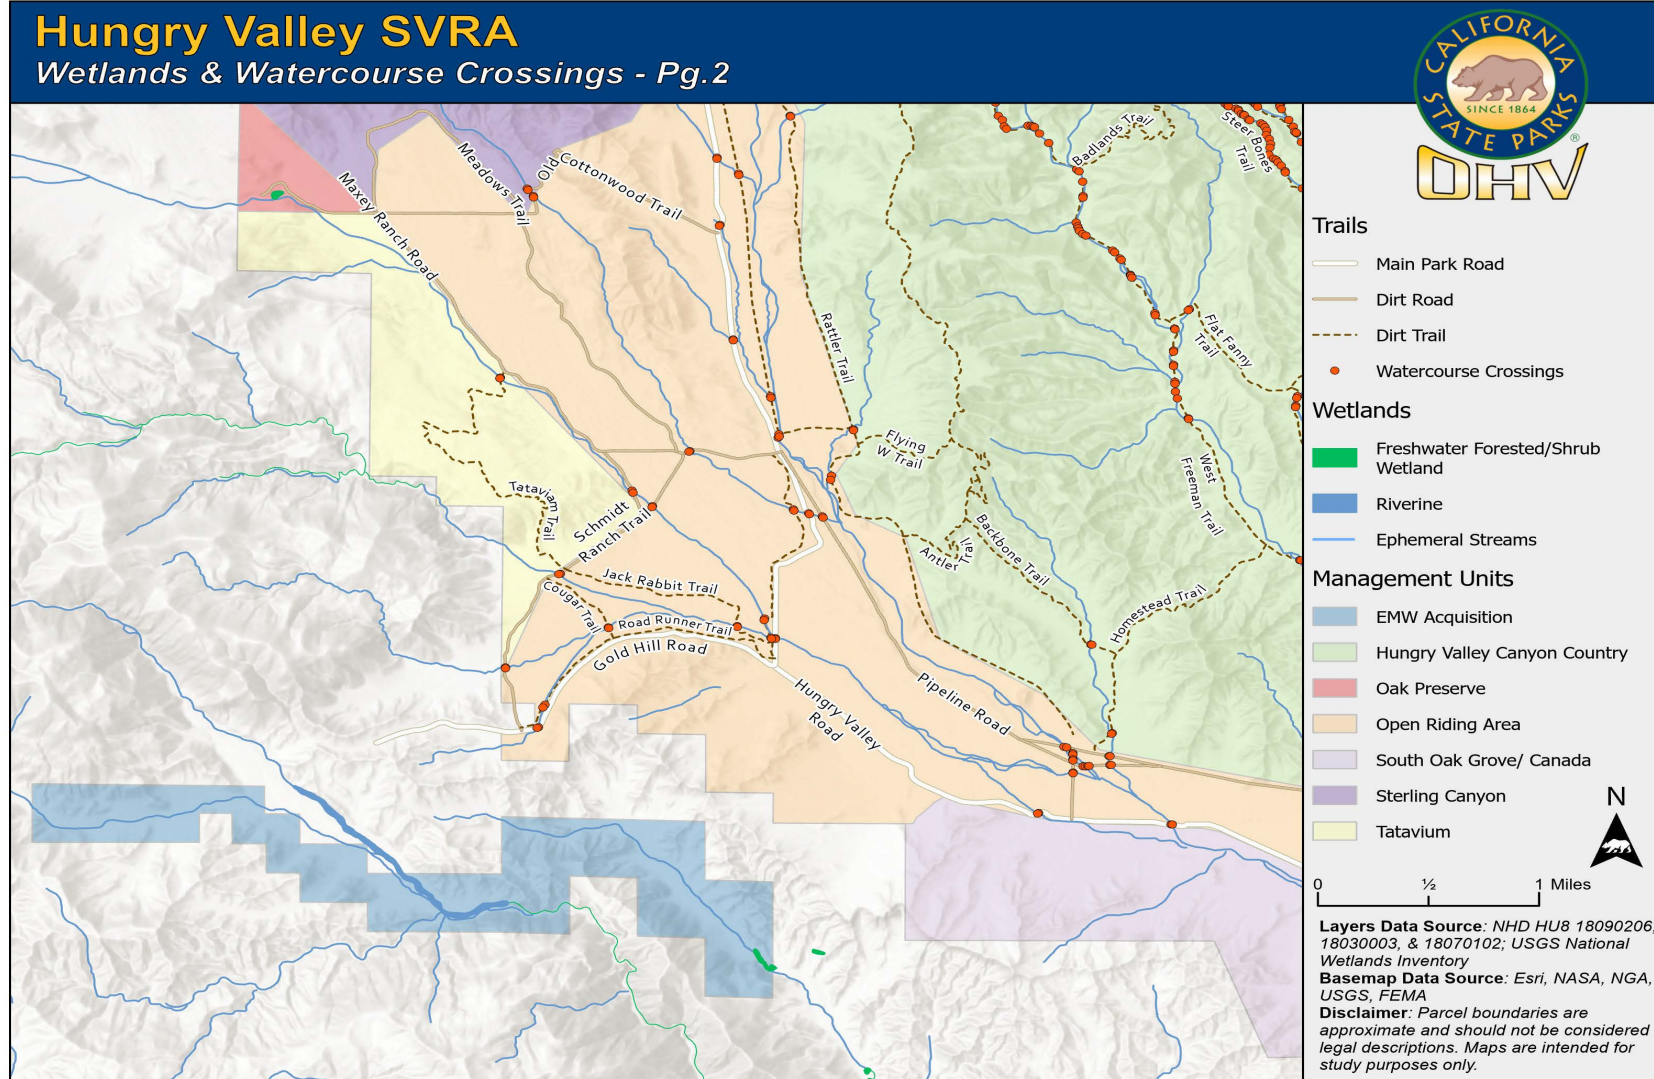 Hungry Valley SVRA
Wetlands & Watercourse Crossings - Pg.2
CALIFORNIA
SINCE 1864
STATE PARKS
®
OHV
Trails
Main Park Road
Dirt Road
Dirt Trail
Watercourse Crossings
Wetlands
Freshwater Forested/Shrub
Wetland
Riverine
Ephemeral Streams
Management Units
EMW Acquisition
Hungry Valley Canyon Country
Oak Preserve
Open Riding Area
South Oak Grove/ Canada
Sterling Canyon
Tatavium
N
0 ½ 1 Miles
Layers Data Source: NHD HU8 18090206,
18030003, & 18070102; USGS National
Wetlands Inventory
Basemap Data Source: Esri, NASA, NGA,
USGS, FEMA
Disclaimer: Parcel boundaries are
approximate and should not be considered
legal descriptions. Maps are intended for
study purposes only.
Maxey Ranch Road
Meadows Trail
Old Cottonwood Trail
Badlands Trail
Steer Bones
Trail
Rattler Trail
Flat Fanny
Trail
Flying
W Trail
West
Freeman Trail
Tataviam Trail
Schmidt
Ranch Trail
Backbone Trail
Antler
Trail
Jack Rabbit Trail
Cougar Trail
Road Runner Trail
Gold Hill Road
Homestead Trail
Hungry Valley
Road
Pipeline Road